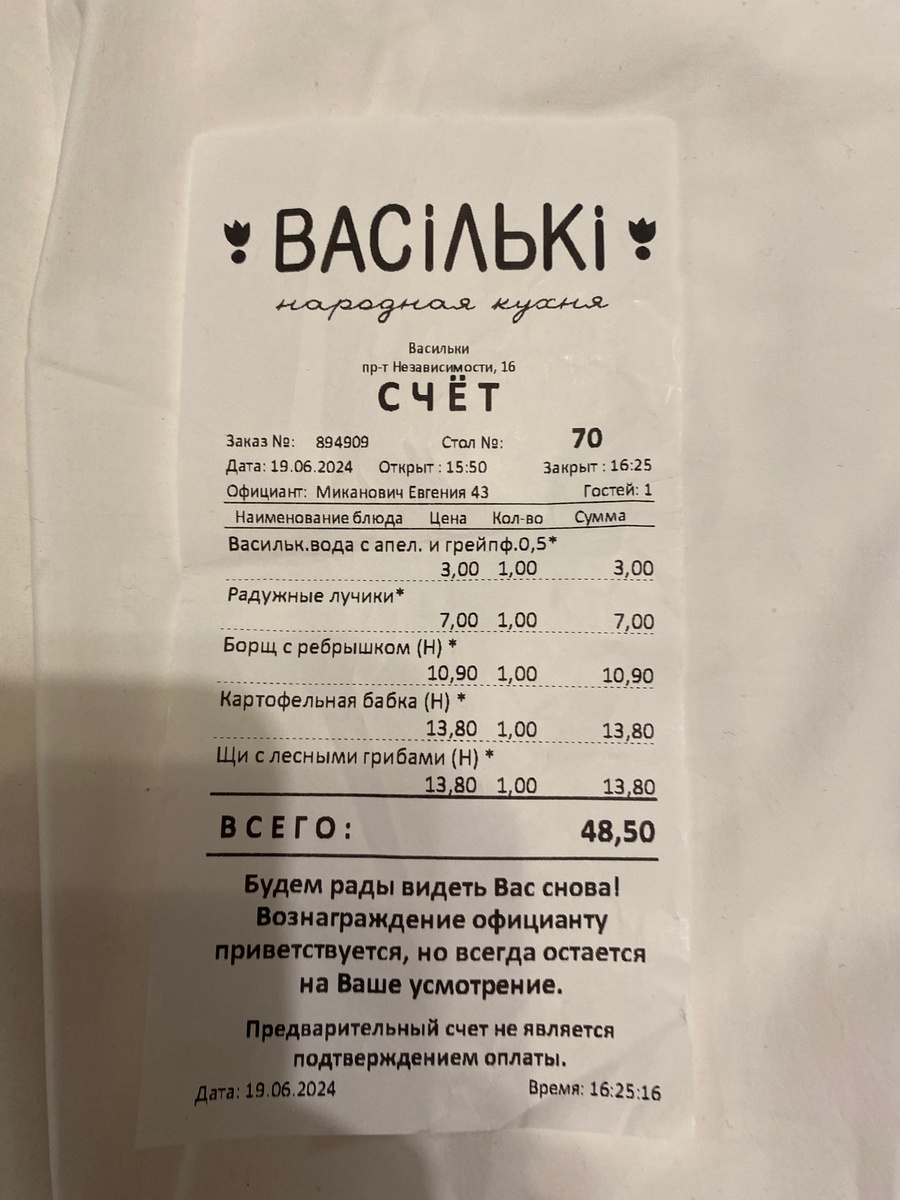 ВАСІЛЬКІ
народная кухня
Васильки
пр-т Независимости, 16
СЧЁТ
Заказ №: 894909 Стол №: 70
Дата: 19.06.2024 Открыт : 15:50 Закрыт : 16:25
Официант: Миканович Евгения 43 Гостей: 1
Наименование блюда Цена Кол-во Сумма
Васильк.вода с апел. и грейпф.0,5*
3,00 1,00 3,00
Радужные лучики*
7,00 1,00 7,00
Борщ с ребрышком (Н) *
10,90 1,00 10,90
Картофельная бабка (Н) *
13,80 1,00 13,80
Щи с лесными грибами (Н) *
13,80 1,00 13,80
ВСЕГО: 48,50
Будем рады видеть Вас снова!
Вознаграждение официанту
приветствуется, но всегда остается
на Ваше усмотрение.
Предварительный счет не является
подтверждением оплаты.
Дата: 19.06.2024 Время: 16:25:16